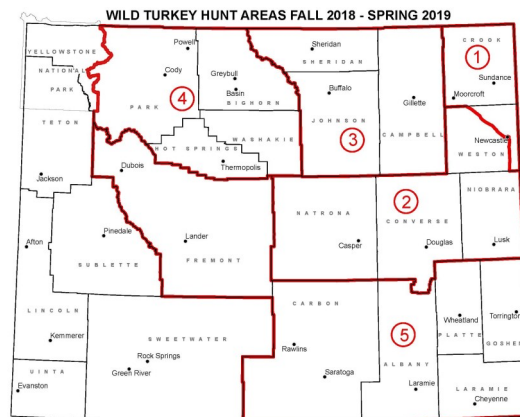 WILD TURKEY HUNT AREAS FALL 2018 - SPRING 2019
YELLOWSTONE
NATIONAL
PARK
Powell
Cody
PARK
4
Greybull
Basin
BIGHORN
Sheridan
SHERIDAN
Buffalo
JOHNSON
3
Gillette
CAMPBELL
CROOK
1
Sundance
Moorcroft
Newcastle
WESTON
TETON
Jackson
HOT SPRINGS
WASHAKIE
Thermopolis
Dubois
Pinedale
SUBLETTE
Lander
FREMONT
NATRONA
Casper
2
CONVERSE
Douglas
NIOBRARA
Lusk
Afton
LINCOLN
Kemmerer
UINTA
Evanston
SWEETWATER
Rock Springs
Green River
CARBON
Rawlins
Saratoga
5
ALBANY
Laramie
Wheatland
PLATTE
Torrington
GOSHE
LARAMIE
Cheyenne